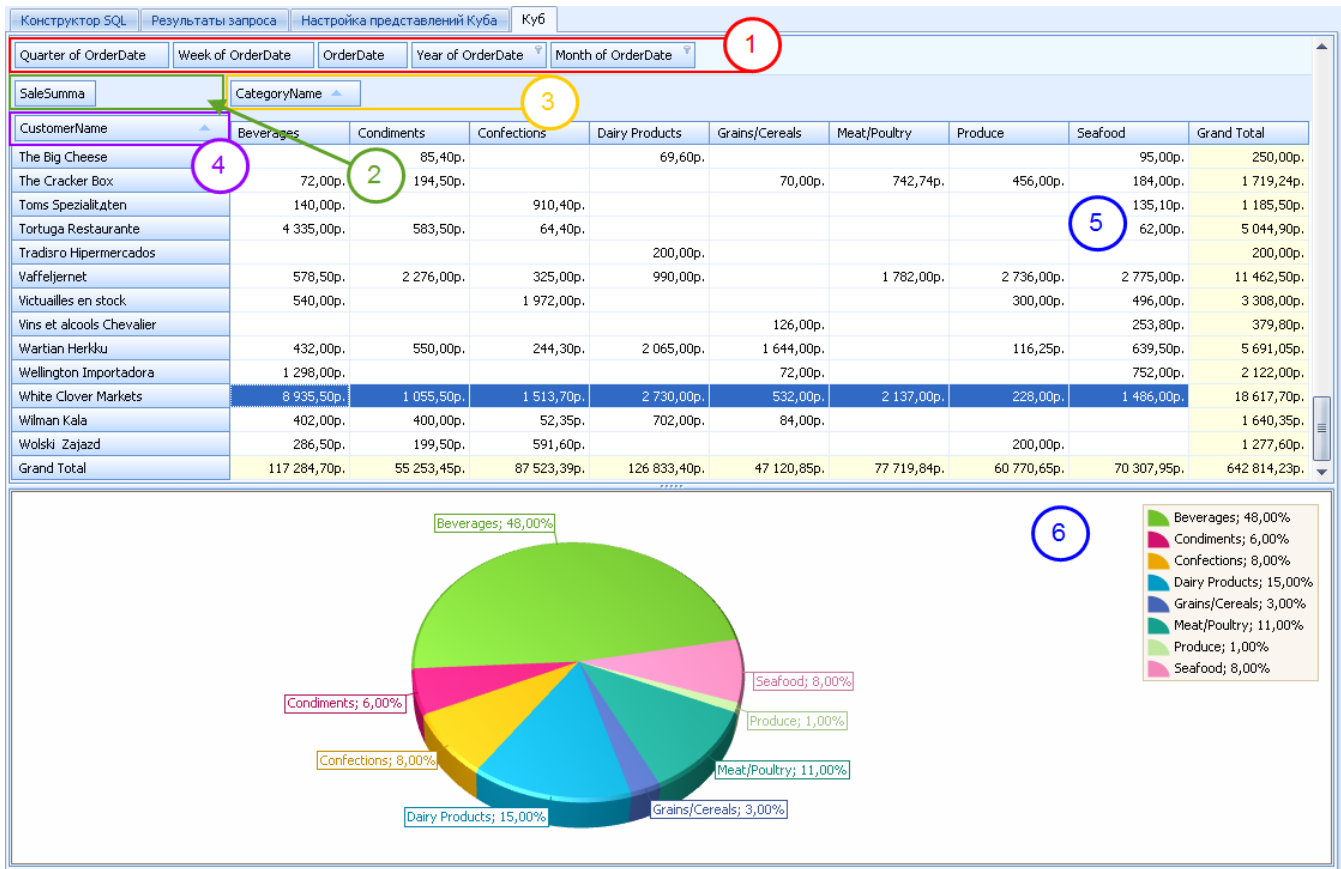 Конструктор SQL Результаты запроса Настройка представлений Куба Куб
Quarter of OrderDate Week of OrderDate OrderDate Year of OrderDate Month of OrderDate 1
SaleSumma CategoryName 3
CustomerName Beverages Condiments Confections Dairy Products Grains/Cereals Meat/Poultry Produce Seafood Grand Total
4 2
The Big Cheese 85,40р. 69,60р. 95,00р. 250,00р.
The Cracker Box 72,00р. 194,50р. 70,00р. 742,74р. 456,00р. 184,00р. 1 719,24р.
Toms Spezialitдten 140,00р. 910,40р. 135,10р. 1 185,50р.
5
Tortuga Restaurante 4 335,00р. 583,50р. 64,40р. 62,00р. 5 044,90р.
Tradiзгo Hipermercados 200,00р. 200,00р.
Vaffeljernet 578,50р. 2 276,00р. 325,00р. 990,00р. 1 782,00р. 2 736,00р. 2 775,00р. 11 462,50р.
Victuailles en stock 540,00р. 1 972,00р. 300,00р. 496,00р. 3 308,00р.
Vins et alcools Chevalier 126,00р. 253,80р. 379,80р.
Wartian Herkku 432,00р. 550,00р. 244,30р. 2 065,00р. 1 644,00р. 116,25р. 639,50р. 5 691,05р.
Wellington Importadora 1 298,00р. 72,00р. 752,00р. 2 122,00р.
White Clover Markets 8 935,50р. 1 055,50р. 1 513,70р. 2 730,00р. 532,00р. 2 137,00р. 228,00р. 1 486,00р. 18 617,70р.
Wilman Kala 402,00р. 400,00р. 52,35р. 702,00р. 84,00р. 1 640,35р.
Wolski Zajazd 286,50р. 199,50р. 591,60р. 200,00р. 1 277,60р.
Grand Total 117 284,70р. 55 253,45р. 87 523,39р. 126 833,40р. 47 120,85р. 77 719,84р. 60 770,65р. 70 307,95р. 642 814,23р.
Beverages; 48,00%
6
Seafood; 8,00%
Condiments; 6,00%
Produce; 1,00%
Confections; 8,00%
Meat/Poultry; 11,00%
Dairy Products; 15,00%
Grains/Cereals; 3,00%
Beverages; 48,00%
Condiments; 6,00%
Confections; 8,00%
Dairy Products; 15,00%
Grains/Cereals; 3,00%
Meat/Poultry; 11,00%
Produce; 1,00%
Seafood; 8,00%